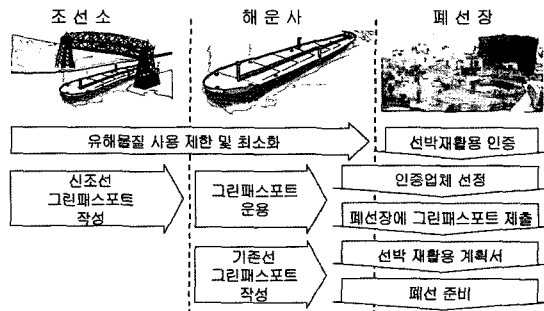 조선소
해운사
폐선장
유해물질 사용 제한 및 최소화
선박재활용 인증
신조선
그린패스포트
작성
그린패스포트
운용
인증업체 선정
폐선장에 그린패스포트 제출
기존선
그린패스포트
작성
선박 재활용 계획서
폐선 준비